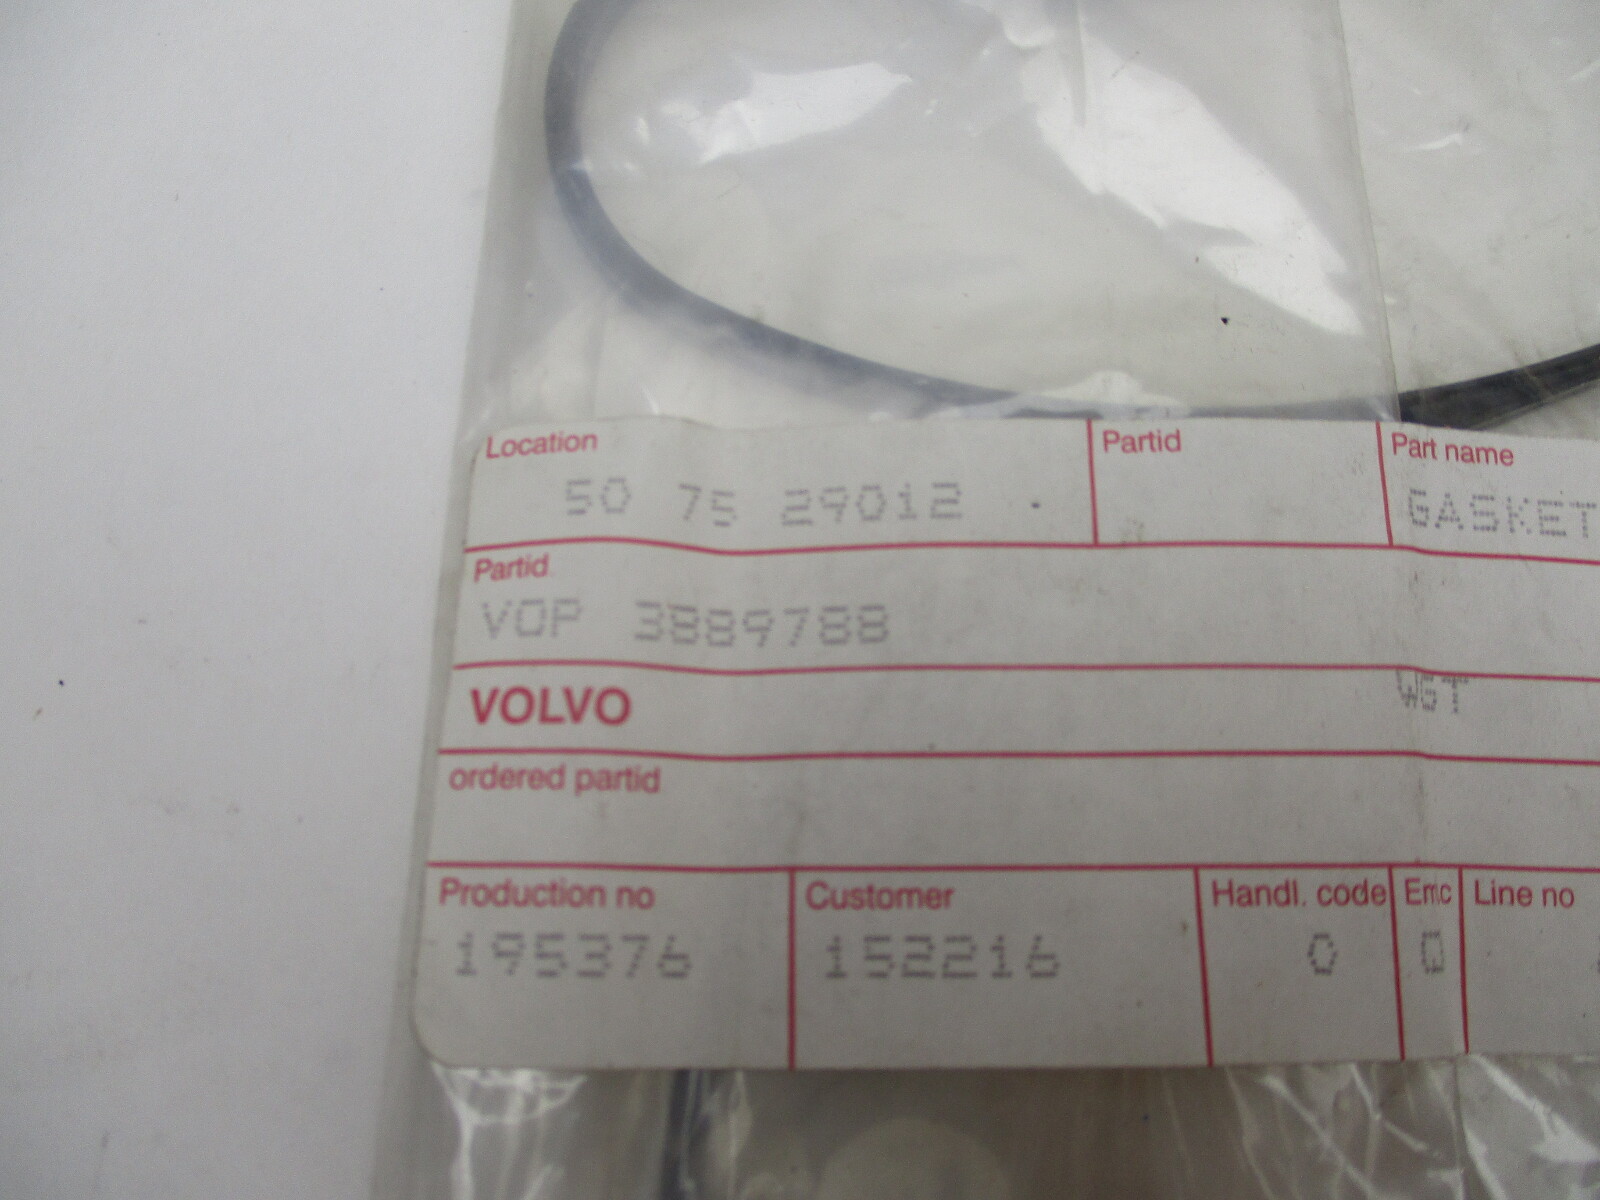 Location Partid Part name
50 75 29012 GASKET
Partid
VOP 3889788
VOLVO WGT
ordered partid
Production no Customer Handl. code Emc Line no
195376 152216 0 0